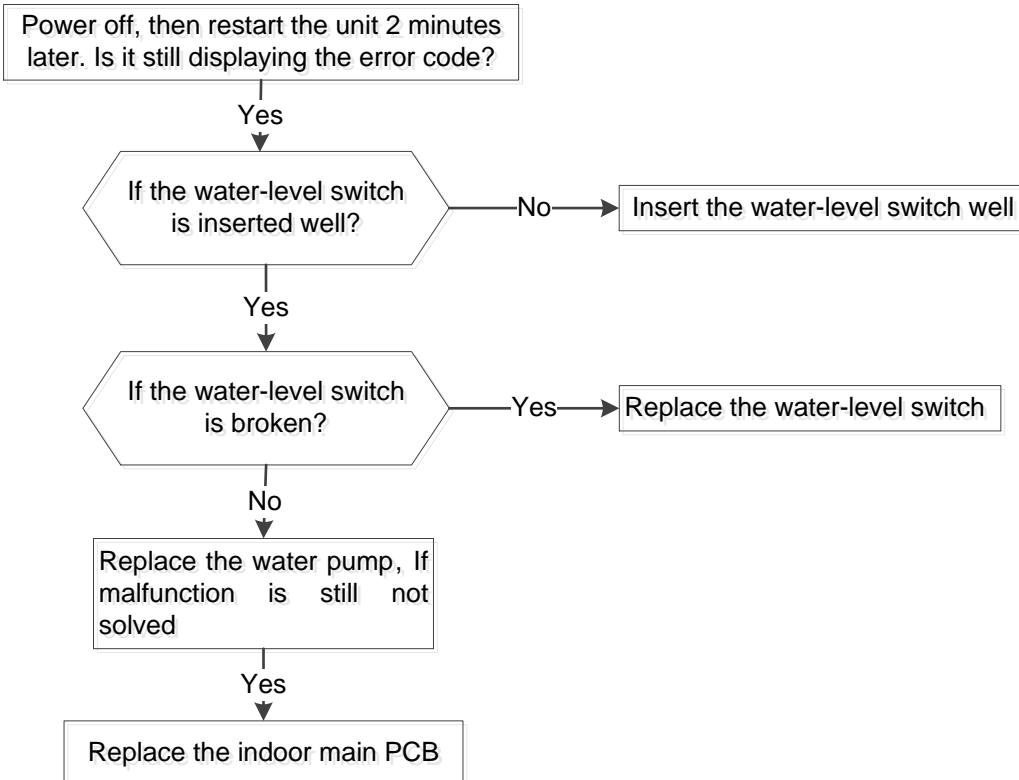 Power off, then restart the unit 2 minutes
later. Is it still displaying the error code?
Yes
If the water-level switch
is inserted well?
No
Insert the water-level switch well
Yes
If the water-level switch
is broken?
Yes
Replace the water-level switch
No
Replace the water pump, If
malfunction is still not
solved
Yes
Replace the indoor main PCB